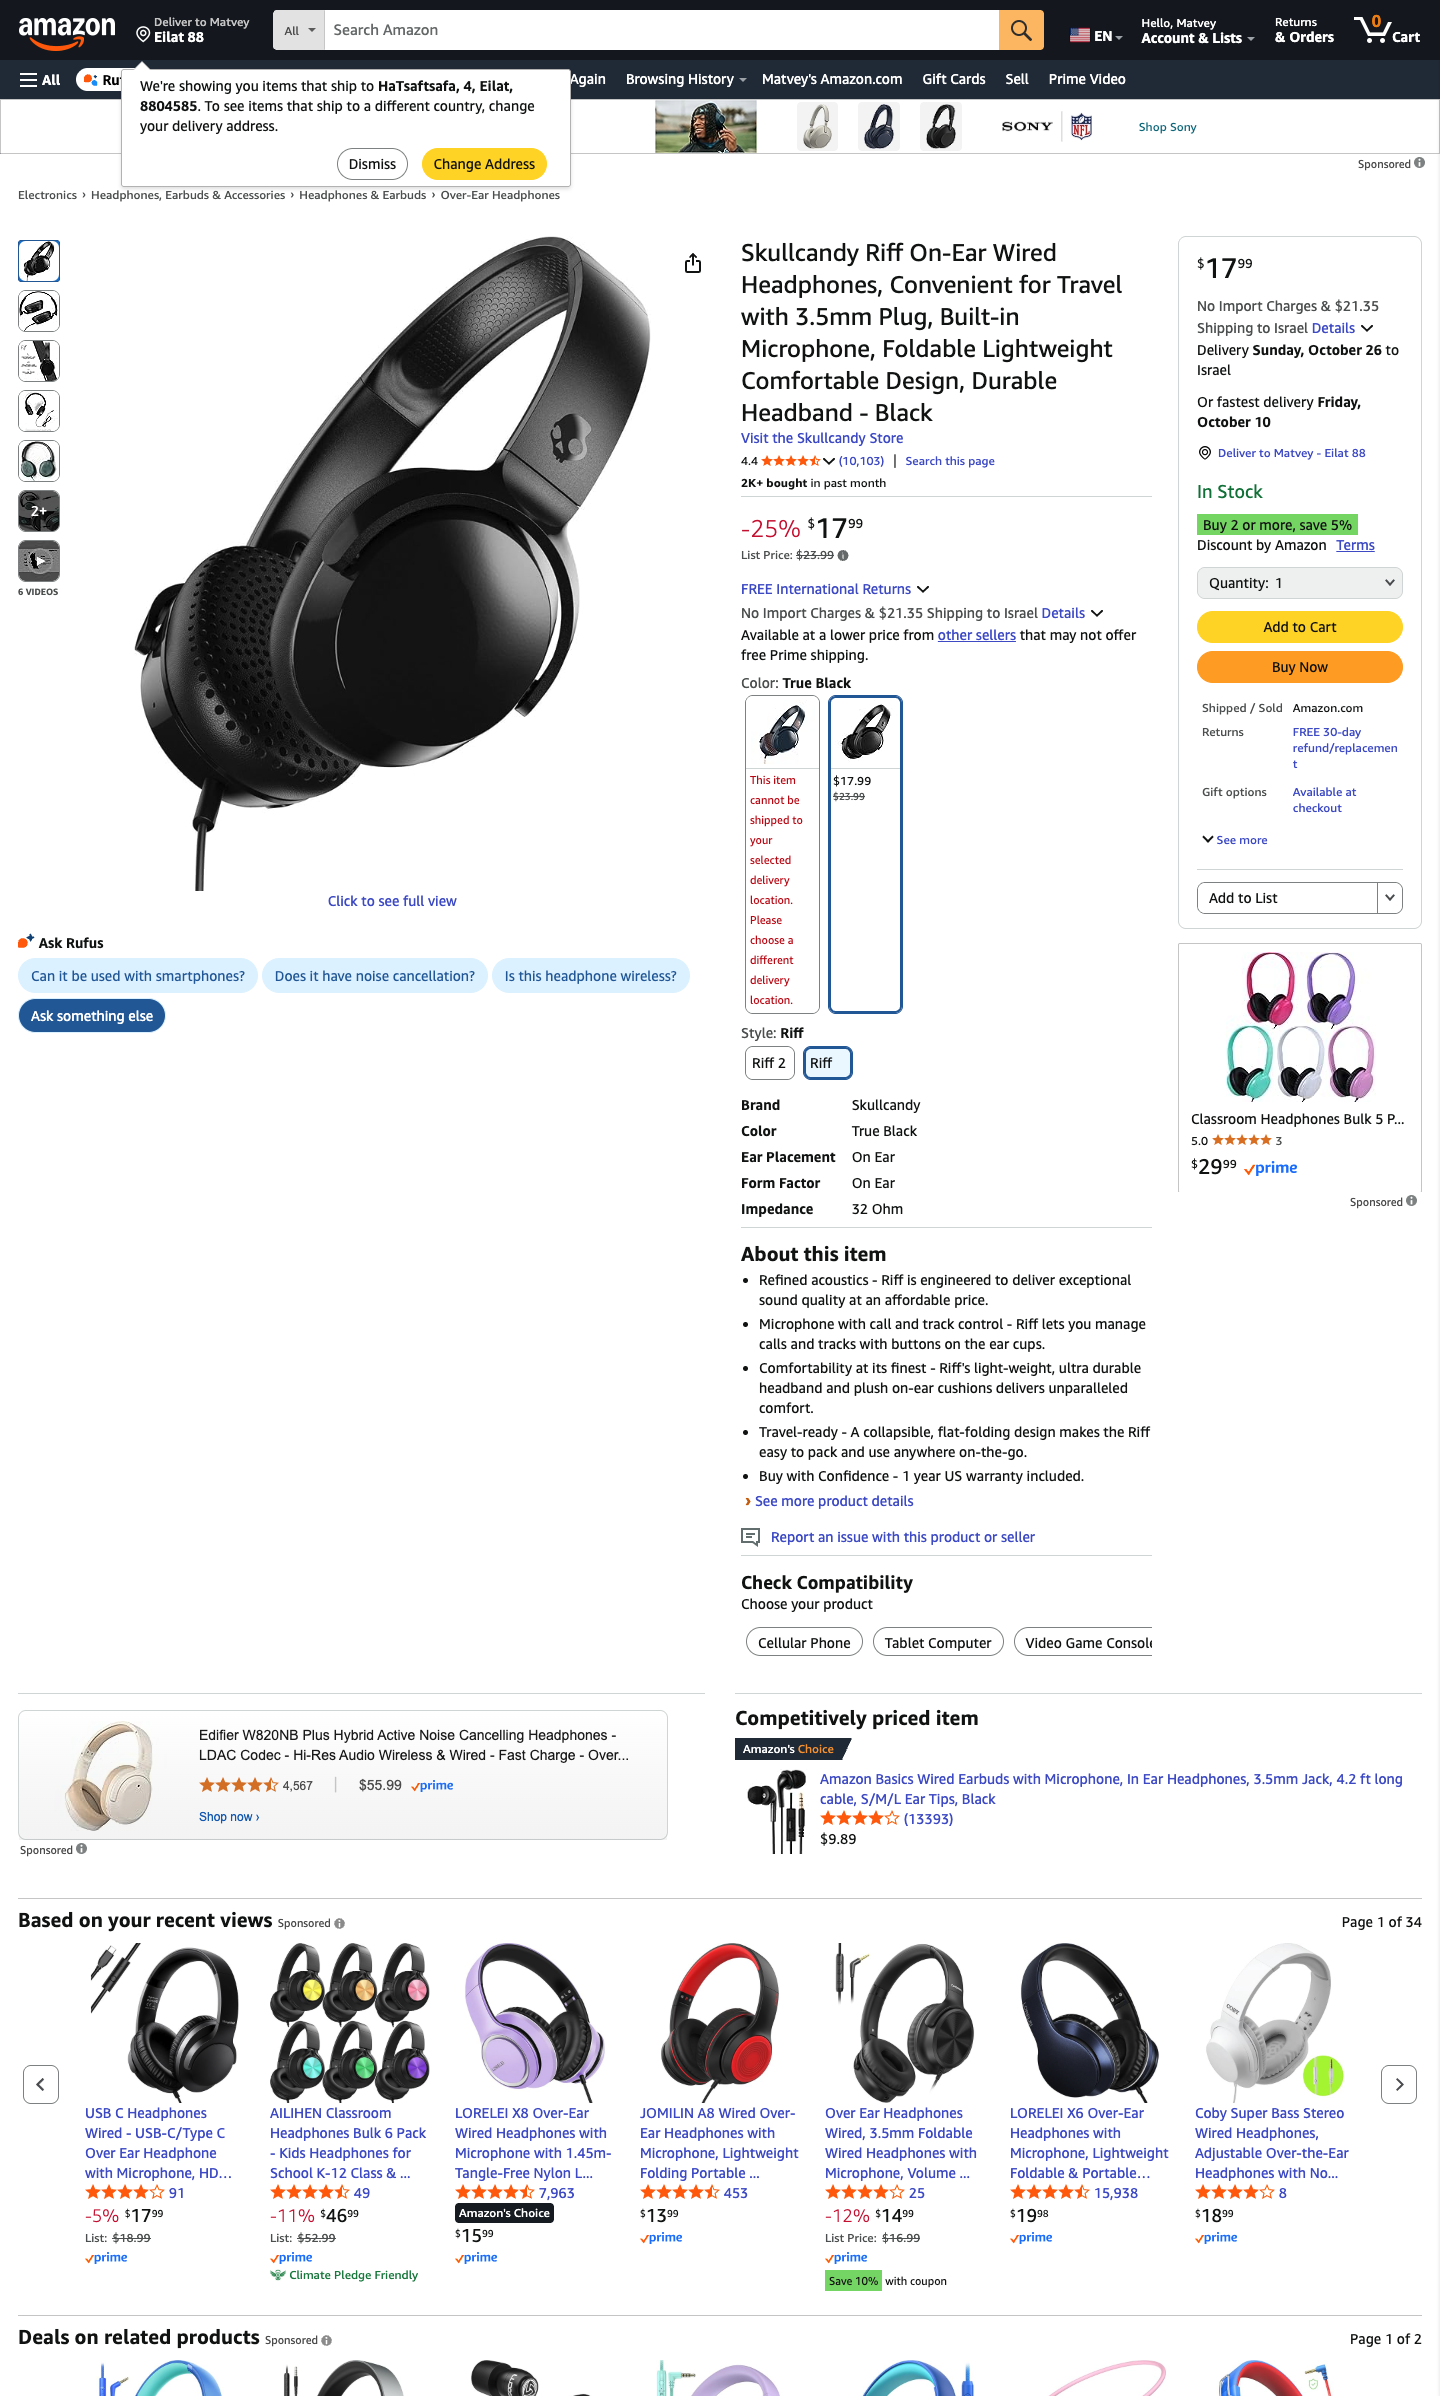 amazon
Deliver to Matvey
Eilat 88
All
Search Amazon
EN
Hello, Matvey
Account & Lists
Returns
& Orders
0
Cart
All
Ru
Again
Browsing History
Matvey's Amazon.com
Gift Cards
Sell
Prime Video
We're showing you items that ship to HaTsaftsafa, 4, Eilat,
8804585. To see items that ship to a different country, change
your delivery address.
Dismiss
Change Address
SONY
NFL
Shop Sony
Sponsored
Electronics › Headphones, Earbuds & Accessories › Headphones & Earbuds › Over-Ear Headphones
2+
6 VIDEOS
Click to see full view
Ask Rufus
Can it be used with smartphones?
Does it have noise cancellation?
Is this headphone wireless?
Ask something else
Skullcandy Riff On-Ear Wired
Headphones, Convenient for Travel
with 3.5mm Plug, Built-in
Microphone, Foldable Lightweight
Comfortable Design, Durable
Headband - Black
Visit the Skullcandy Store
4.4 (10,103) | Search this page
2K+ bought in past month
-25% $17 99
List Price: $23.99
FREE International Returns
No Import Charges & $21.35 Shipping to Israel Details
Available at a lower price from other sellers that may not offer
free Prime shipping.
Color: True Black
This item
cannot be
shipped to
your
selected
delivery
location.
Please
choose a
different
delivery
location.
$17.99
$23.99
Style: Riff
Riff 2
Riff
Brand Skullcandy
Color True Black
Ear Placement On Ear
Form Factor On Ear
Impedance 32 Ohm
About this item
• Refined acoustics - Riff is engineered to deliver exceptional
sound quality at an affordable price.
• Microphone with call and track control - Riff lets you manage
calls and tracks with buttons on the ear cups.
• Comfortability at its finest - Riff's light-weight, ultra durable
headband and plush on-ear cushions delivers unparalleled
comfort.
• Travel-ready - A collapsible, flat-folding design makes the Riff
easy to pack and use anywhere on-the-go.
• Buy with Confidence - 1 year US warranty included.
› See more product details
Report an issue with this product or seller
Check Compatibility
Choose your product
Cellular Phone
Tablet Computer
Video Game Console
$17 99
No Import Charges & $21.35
Shipping to Israel Details
Delivery Sunday, October 26 to
Israel
Or fastest delivery Friday,
October 10
Deliver to Matvey - Eilat 88
In Stock
Buy 2 or more, save 5%
Discount by Amazon Terms
Quantity: 1
Add to Cart
Buy Now
Shipped / Sold Amazon.com
Returns FREE 30-day
refund/replacemen
t
Gift options Available at
checkout
See more
Add to List
Classroom Headphones Bulk 5 P...
5.0 3
$29 99 prime
Sponsored
Edifier W820NB Plus Hybrid Active Noise Cancelling Headphones -
LDAC Codec - Hi-Res Audio Wireless & Wired - Fast Charge - Over...
4,567 | $55.99 prime
Shop now ›
Sponsored
Competitively priced item
Amazon's Choice
Amazon Basics Wired Earbuds with Microphone, In Ear Headphones, 3.5mm Jack, 4.2 ft long
cable, S/M/L Ear Tips, Black
(13393)
$9.89
Based on your recent views Sponsored
Page 1 of 34
USB C Headphones
Wired - USB-C/Type C
Over Ear Headphone
with Microphone, HD...
91
-5% $17 99
List: $18.99
prime
AILIHEN Classroom
Headphones Bulk 6 Pack
- Kids Headphones for
School K-12 Class & ...
49
-11% $46 99
List: $52.99
prime
Climate Pledge Friendly
LORELEI X8 Over-Ear
Wired Headphones with
Microphone with 1.45m-
Tangle-Free Nylon L...
7,963
Amazon's Choice
$15 99
prime
JOMILIN A8 Wired Over-
Ear Headphones with
Microphone, Lightweight
Folding Portable ...
453
$13 99
prime
Over Ear Headphones
Wired, 3.5mm Foldable
Wired Headphones with
Microphone, Volume ...
25
-12% $14 99
List Price: $16.99
prime
Save 10% with coupon
LORELEI X6 Over-Ear
Headphones with
Microphone, Lightweight
Foldable & Portable...
15,938
$19 98
prime
Coby Super Bass Stereo
Wired Headphones,
Adjustable Over-the-Ear
Headphones with No...
8
$18 99
prime
Deals on related products Sponsored
Page 1 of 2